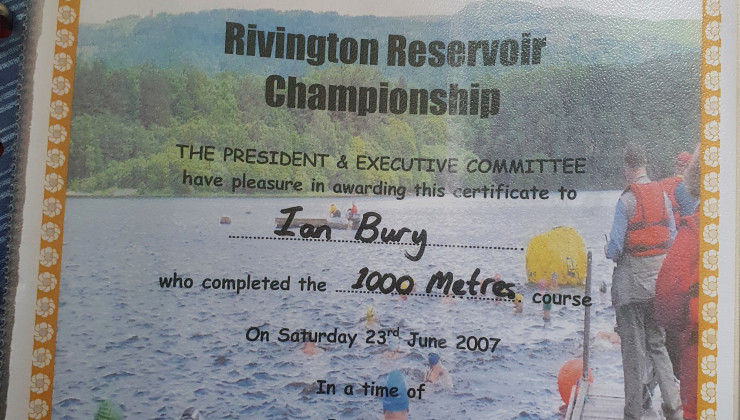 Rivington Reservoir
Championship
THE PRESIDENT & EXECUTIVE COMMITTEE
have pleasure in awarding this certificate to
Ian Bury
who completed the 1000 Metres course
On Saturday 23rd June 2007
In a time of